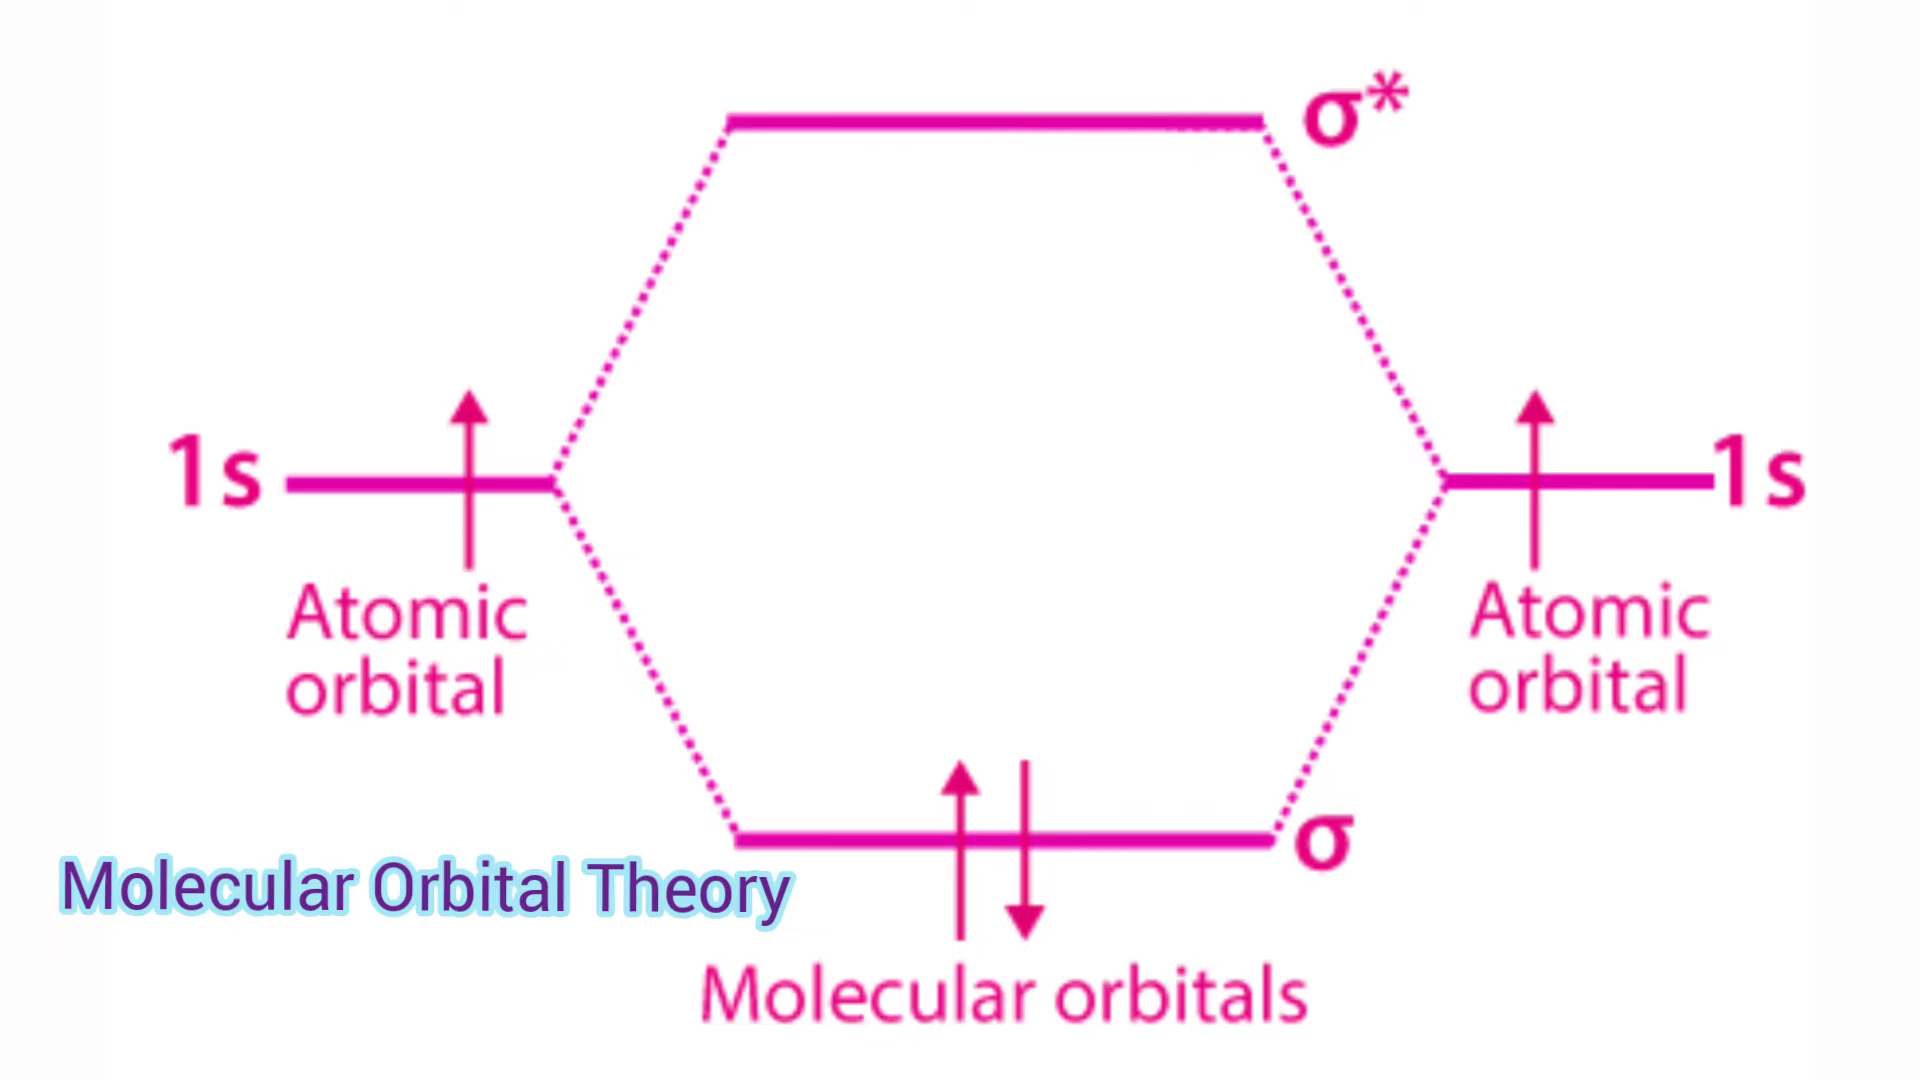 σ*
1s
1s
Atomic
orbital
Atomic
orbital
σ
Molecular Orbital Theory
Molecular orbitals